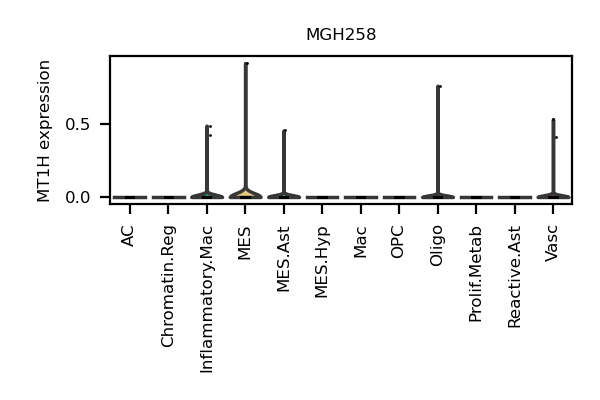 MGH258
MT1H expression
0.5
0.0
AC
Chromatin.Reg
Inflammatory.Mac
MES
MES.Ast
MES.Hyp
Mac
OPC
Oligo
Prolif.Metab
Reactive.Ast
Vasc